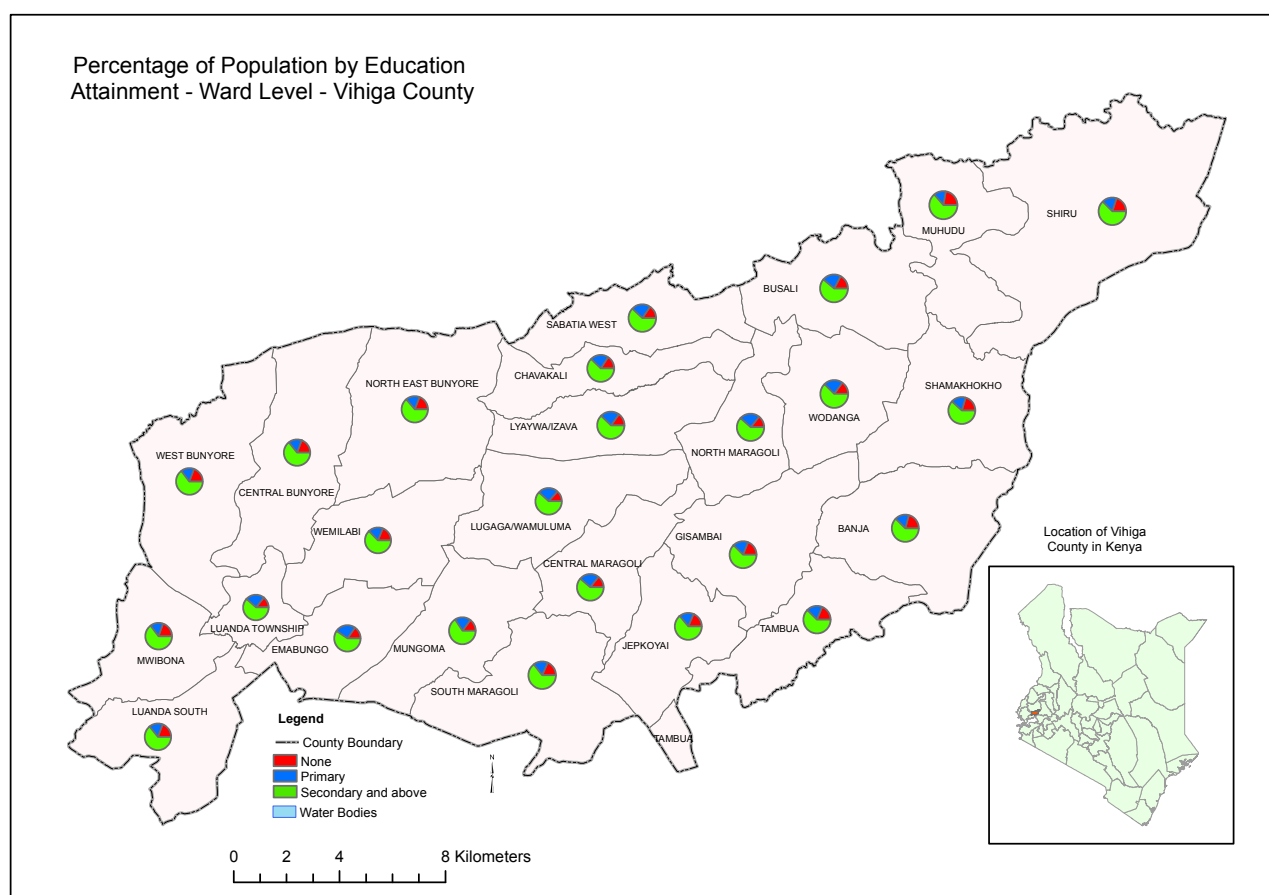 Percentage of Population by Education
Attainment - Ward Level - Vihiga County
SHIRU
MUHUDU
BUSALI
SABATIA WEST
CHAVAKALI
NORTH EAST BUNYORE
SHAMAKHOKHO
WODANGA
LYAYWA/IZAVA
NORTH MARAGOLI
WEST BUNYORE
CENTRAL BUNYORE
LUGAGA/WAMULUMA
WEMILABI
BANJA
GISAMBAI
CENTRAL MARAGOLI
LUANDA TOWNSHIP
TAMBUA
JEPKOYAI
MUNGOMA
EMABUNGO
MWIBONA
SOUTH MARAGOLI
LUANDA SOUTH
TAMBUA
Location of Vihiga
County in Kenya
Legend
County Boundary
None
Primary
Secondary and above
Water Bodies
N
0 2 4 8 Kilometers